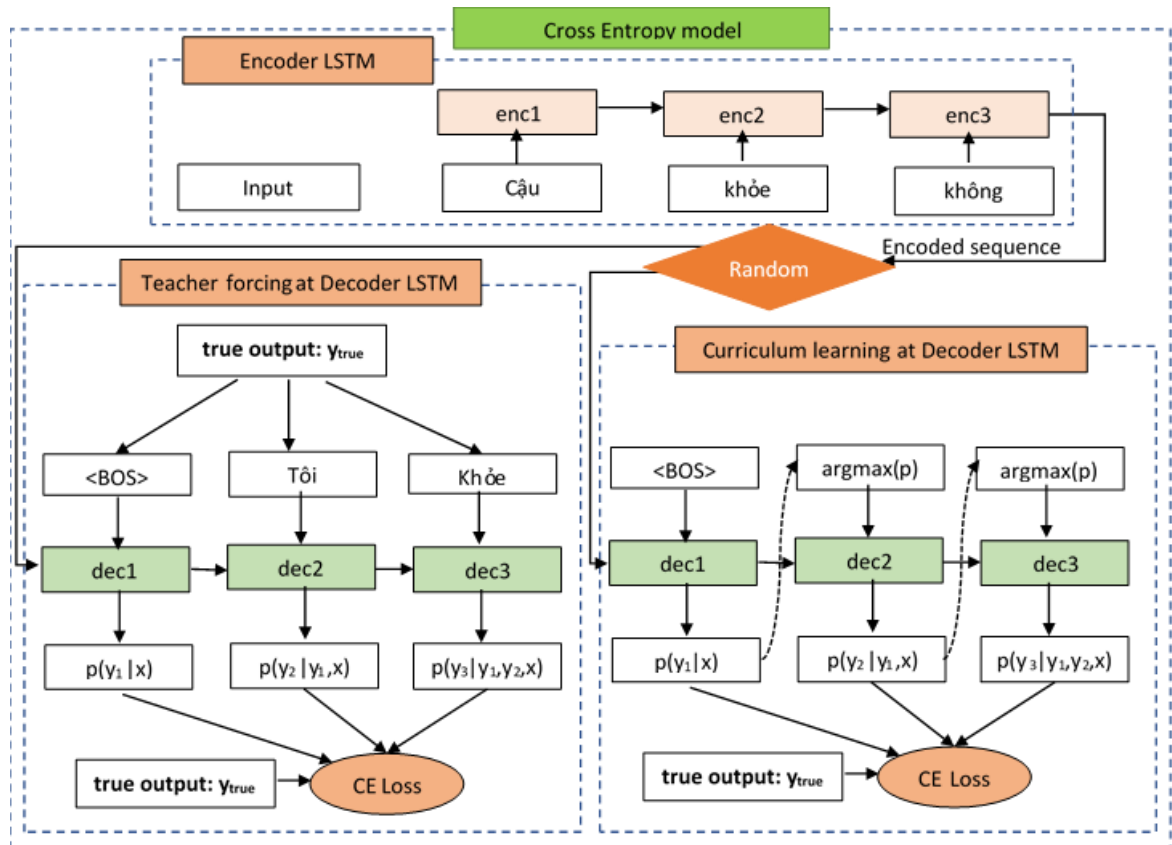 Cross Entropy model
Encoder LSTM
enc1
enc2
enc3
Input
Cậu
khỏe
không
Encoded sequence
Random
Teacher forcing at Decoder LSTM
true output: ytrue
<BOS>
Tôi
Khỏe
dec1
dec2
dec3
p(y₁|x)
p(y₂|y₁,x)
p(y₃|y₁,y₂,x)
true output: ytrue
CE Loss
Curriculum learning at Decoder LSTM
<BOS>
argmax(p)
argmax(p)
dec1
dec2
dec3
p(y₁|x)
p(y₂|y₁,x)
p(y₃|y₁,y₂,x)
true output: ytrue
CE Loss